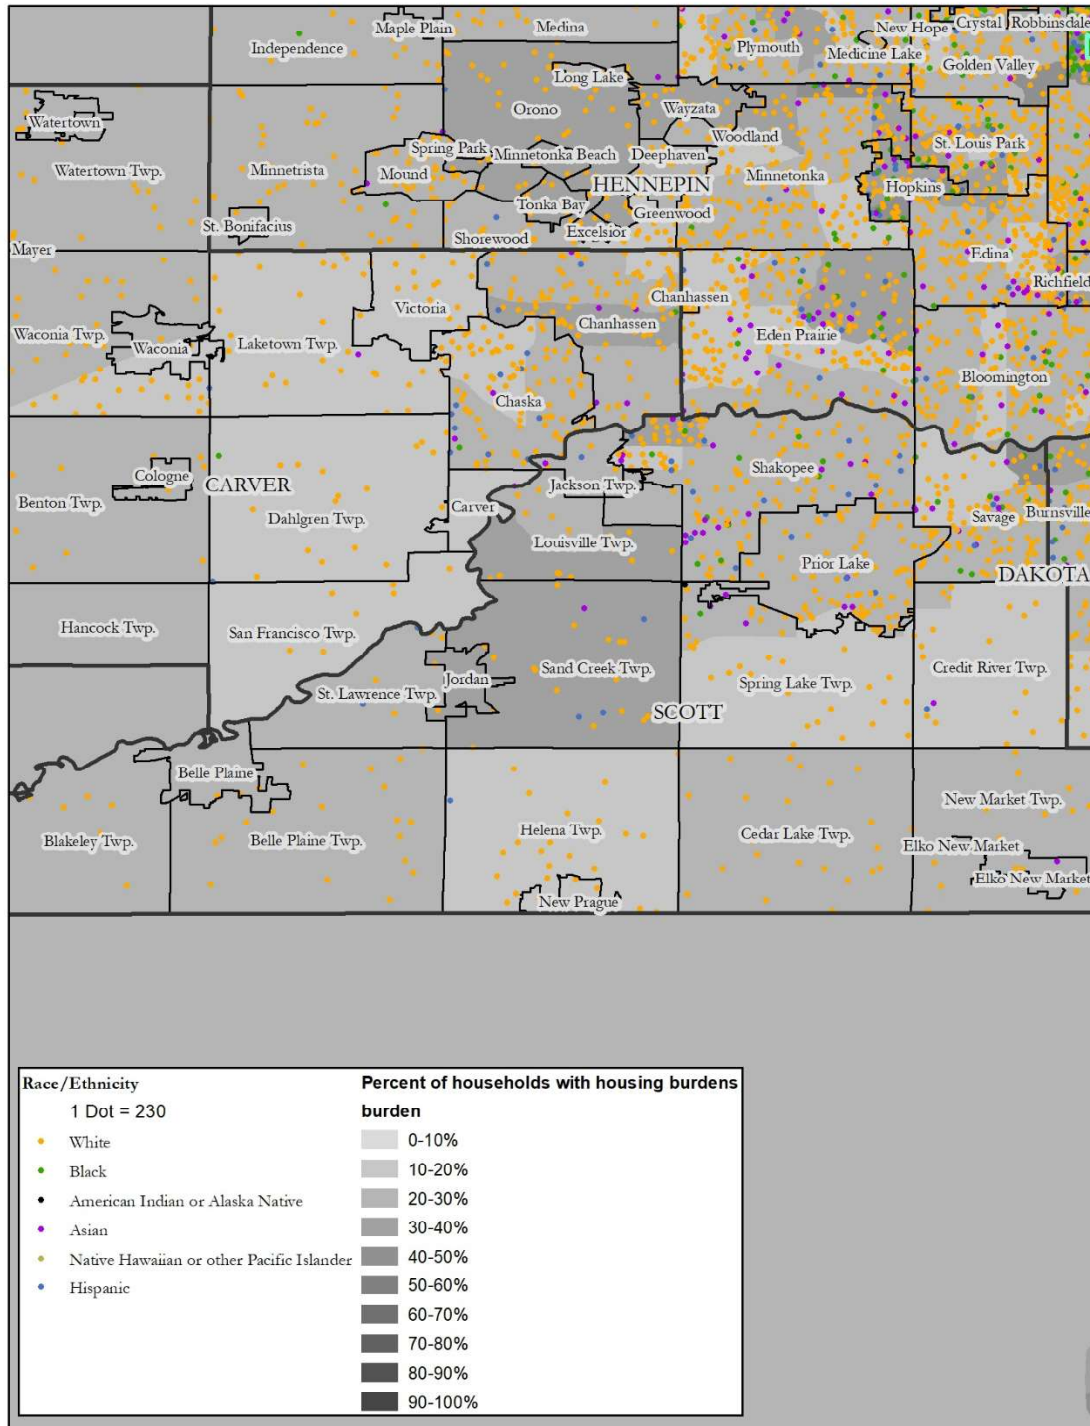 Maple Plain
Medina
New Hope
Crystal
Robbinsdale
Independence
Plymouth
Medicine Lake
Golden Valley
Long Lake
Orono
Wayzata
Watertown
Woodland
St. Louis Park
Spring Park
Minnetonka Beach
Deephaven
Watertown Twp.
Minnetrista
Mound
Minnetonka
HENNEPIN
Hopkins
Tonka Bay
Greenwood
St. Bonifacius
Excelsior
Shorewood
Mayer
Edina
Richfield
Victoria
Chanhassen
Chanhassen
Waconia Twp.
Waconia
Laketown Twp.
Eden Prairie
Bloomington
Chaska
Cologne
Shakopee
CARVER
Jackson Twp.
Benton Twp.
Carver
Dahlgren Twp.
Savage
Burnsville
Louisville Twp.
Prior Lake
DAKOTA
Hancock Twp.
San Francisco Twp.
Sand Creek Twp.
Credit River Twp.
Jordan
St. Lawrence Twp.
Spring Lake Twp.
SCOTT
Belle Plaine
New Market Twp.
Blakeley Twp.
Belle Plaine Twp.
Helena Twp.
Cedar Lake Twp.
Elko New Market
Elko New Market
New Prague
Race/Ethnicity
1 Dot = 230
White
Black
American Indian or Alaska Native
Asian
Native Hawaiian or other Pacific Islander
Hispanic
Percent of households with housing burdens
burden
0-10%
10-20%
20-30%
30-40%
40-50%
50-60%
60-70%
70-80%
80-90%
90-100%